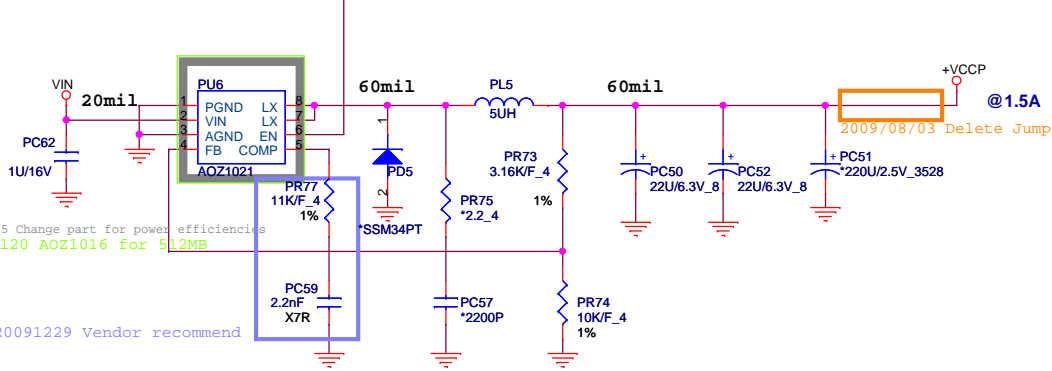 VIN
20mil
PC62
1U/16V
PU6
1 PGND LX 8
2 VIN LX 7
3 AGND EN 6
4 FB COMP 5
AOZ1021
60mil
PL5
5UH
60mil
+VCCP
@1.5A
2009/08/03 Delete Jump
1
PD5
2
*SSM34PT
PR77
11K/F_4
1%
PR75
*2.2_4
PR73
3.16K/F_4
1%
PC50
22U/6.3V_8
PC52
22U/6.3V_8
PC51
*220U/2.5V_3528
5 Change part for power efficiencies
120 AOZ1016 for 512MB
PC59
2.2nF
X7R
PC57
*2200P
PR74
10K/F_4
1%
20091229 Vendor recommend